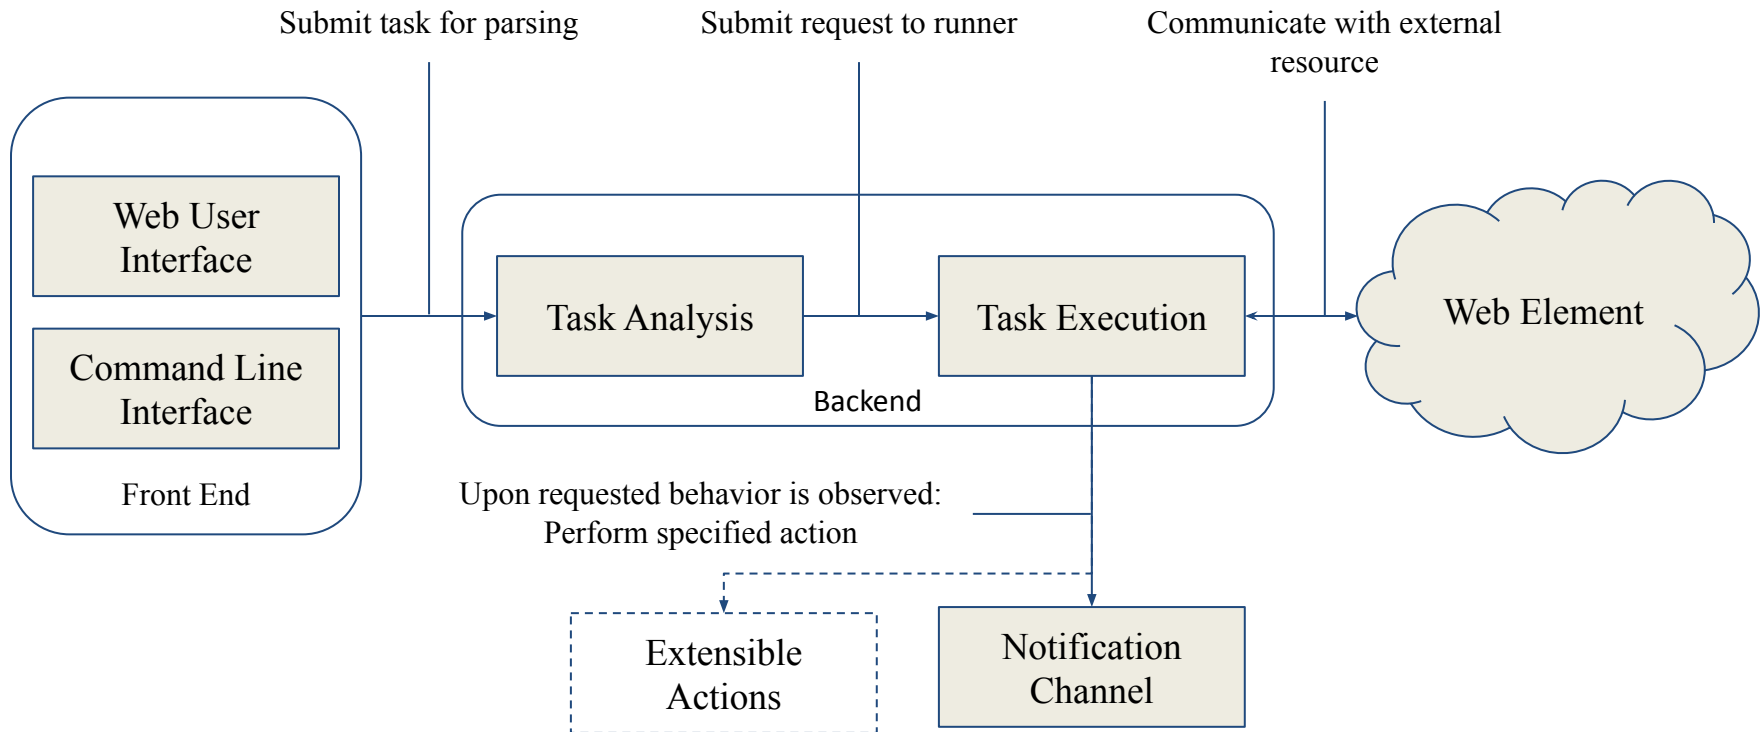 Submit task for parsing
Submit request to runner
Communicate with external
resource
Web User
Interface
Command Line
Interface
Front End
Task Analysis
Task Execution
Backend
Web Element
Upon requested behavior is observed:
Perform specified action
Extensible
Actions
Notification
Channel